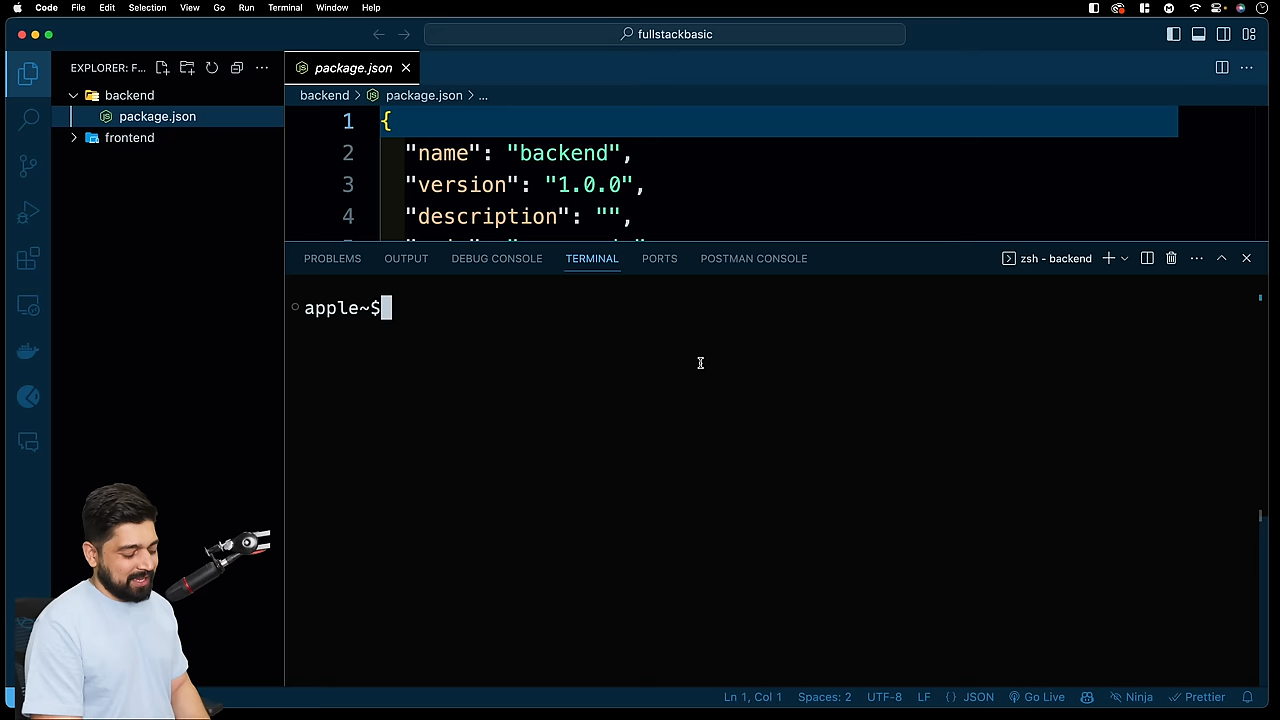 Code File Edit Selection View Go Run Terminal Window Help
fullstackbasic
EXPLORER: F...
package.json
backend
backend > package.json > ...
package.json
frontend
1 {
2 "name": "backend",
3 "version": "1.0.0",
4 "description": "",
PROBLEMS OUTPUT DEBUG CONSOLE TERMINAL PORTS POSTMAN CONSOLE
zsh - backend
apple~$
Ln 1, Col 1 Spaces: 2 UTF-8 LF {} JSON Go Live Ninja Prettier